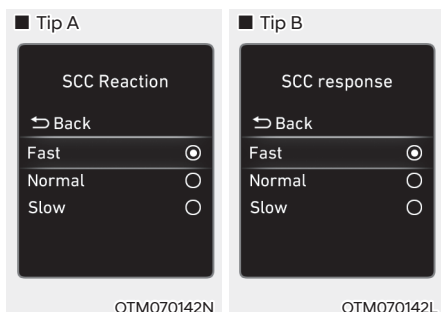 ■ Tip A
SCC Reaction
Back
Fast
Normal
Slow
OTM070142N
■ Tip B
SCC response
Back
Fast
Normal
Slow
OTM070142L